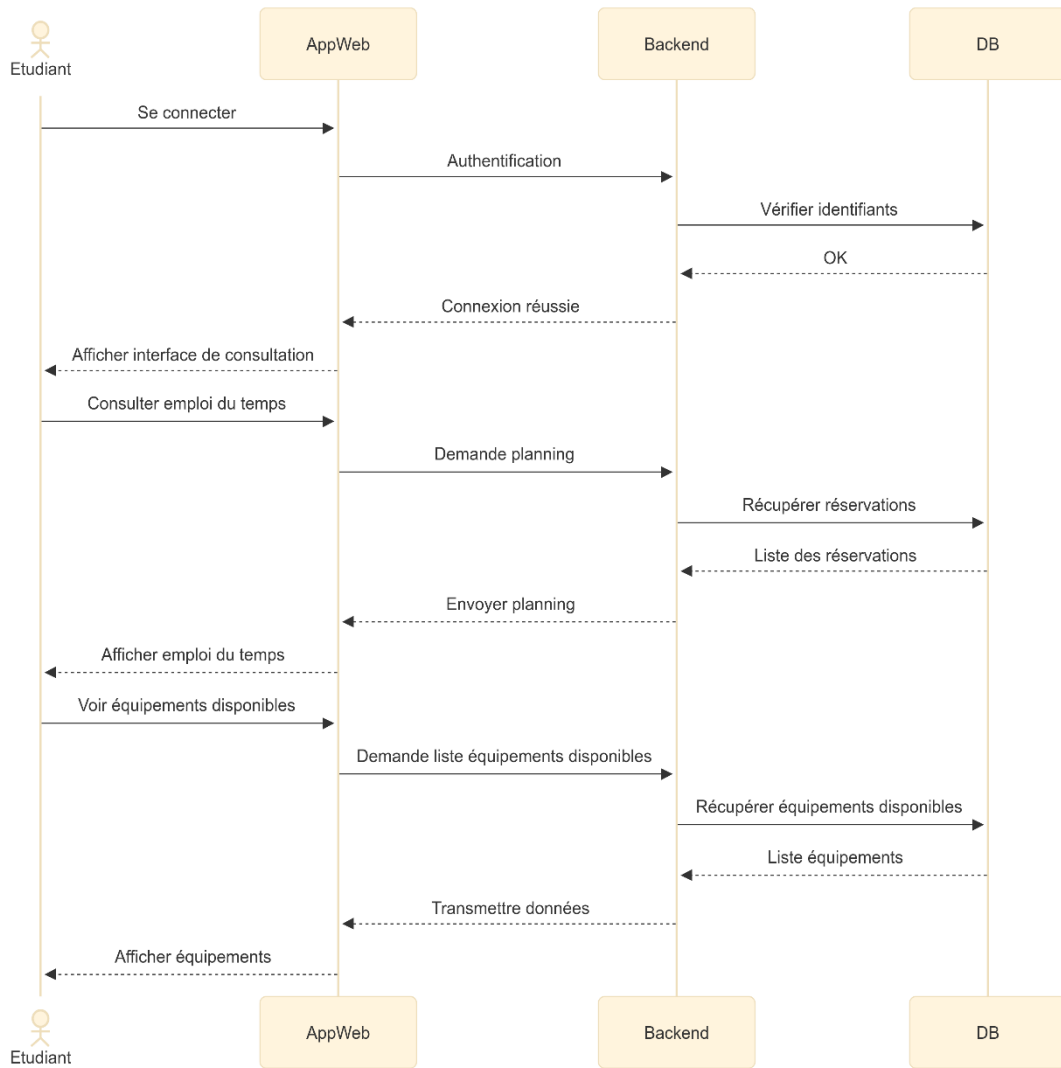 Etudiant
AppWeb
Backend
DB
Se connecter
Authentification
Vérifier identifiants
OK
Connexion réussie
Afficher interface de consultation
Consulter emploi du temps
Demande planning
Récupérer réservations
Liste des réservations
Envoyer planning
Afficher emploi du temps
Voir équipements disponibles
Demande liste équipements disponibles
Récupérer équipements disponibles
Liste équipements
Transmettre données
Afficher équipements
Etudiant
AppWeb
Backend
DB